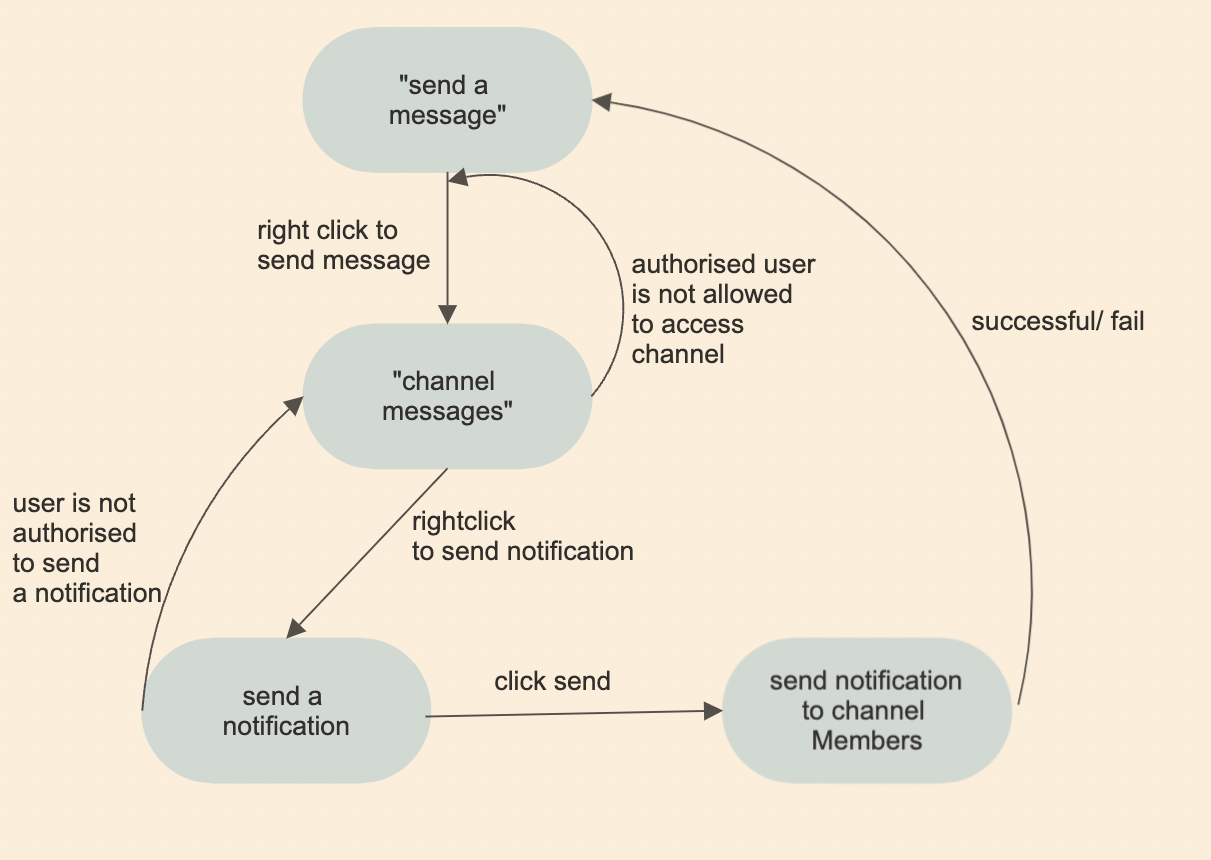 "send a
message"
right click to
send message
authorised user
is not allowed
to access
channel
successful/ fail
"channel
messages"
user is not
authorised
to send
a notification
rightclick
to send notification
send a
notification
click send
send notification
to channel
Members